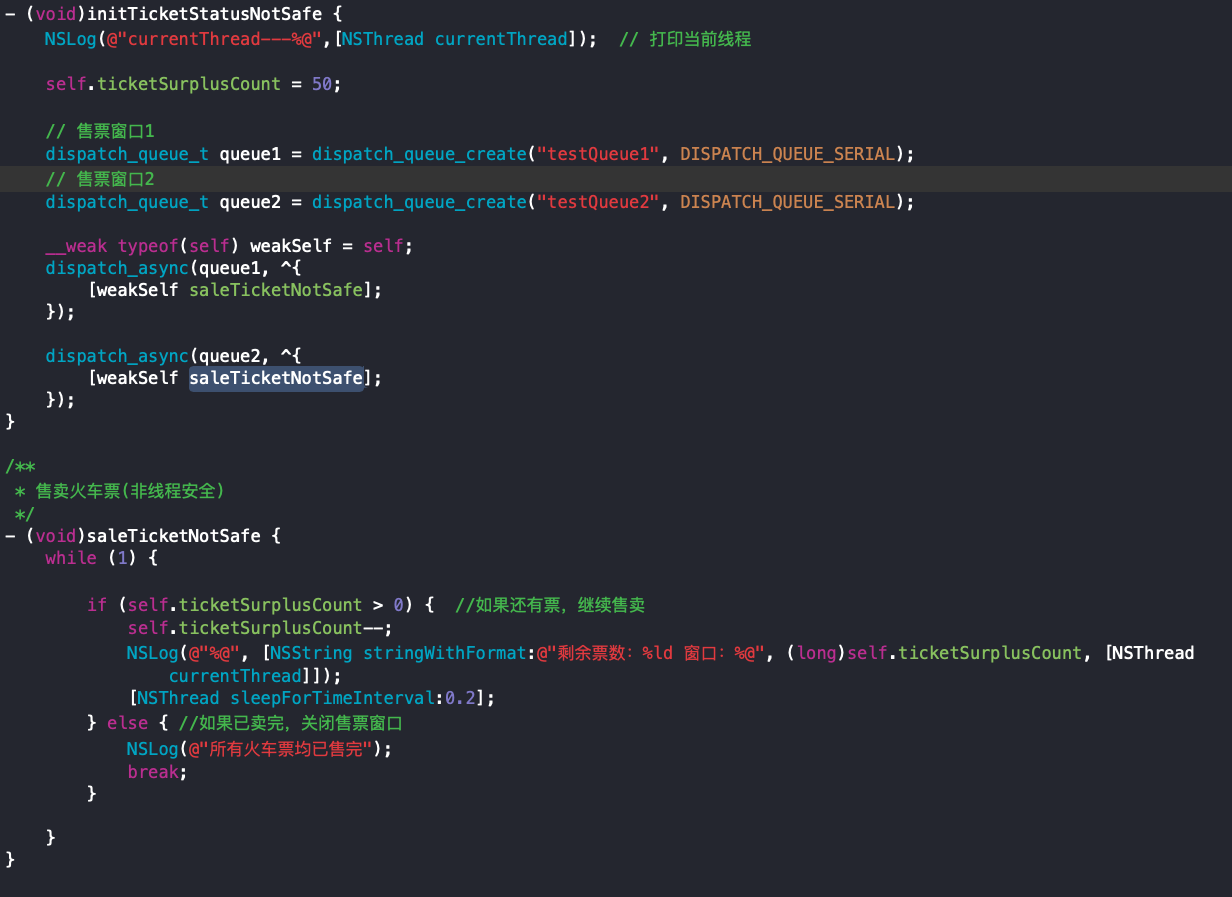 - (void)initTicketStatusNotSafe {
    NSLog(@"currentThread---%@",[NSThread currentThread]);  // 打印当前线程
    self.ticketSurplusCount = 50;
    // 售票窗口1
    dispatch_queue_t queue1 = dispatch_queue_create("testQueue1", DISPATCH_QUEUE_SERIAL);
    // 售票窗口2
    dispatch_queue_t queue2 = dispatch_queue_create("testQueue2", DISPATCH_QUEUE_SERIAL);
    __weak typeof(self) weakSelf = self;
    dispatch_async(queue1, ^{
        [weakSelf saleTicketNotSafe];
    });
    dispatch_async(queue2, ^{
        [weakSelf saleTicketNotSafe];
    });
}
/**
 * 售卖火车票(非线程安全)
 */
- (void)saleTicketNotSafe {
    while (1) {
        if (self.ticketSurplusCount > 0) {  //如果还有票，继续售卖
            self.ticketSurplusCount--;
            NSLog(@"%@", [NSString stringWithFormat:@"剩余票数：%ld 窗口：%@", (long)self.ticketSurplusCount, [NSThread
                currentThread]]);
            [NSThread sleepForTimeInterval:0.2];
        } else { //如果已卖完，关闭售票窗口
            NSLog(@"所有火车票均已售完");
            break;
        }
    }
}